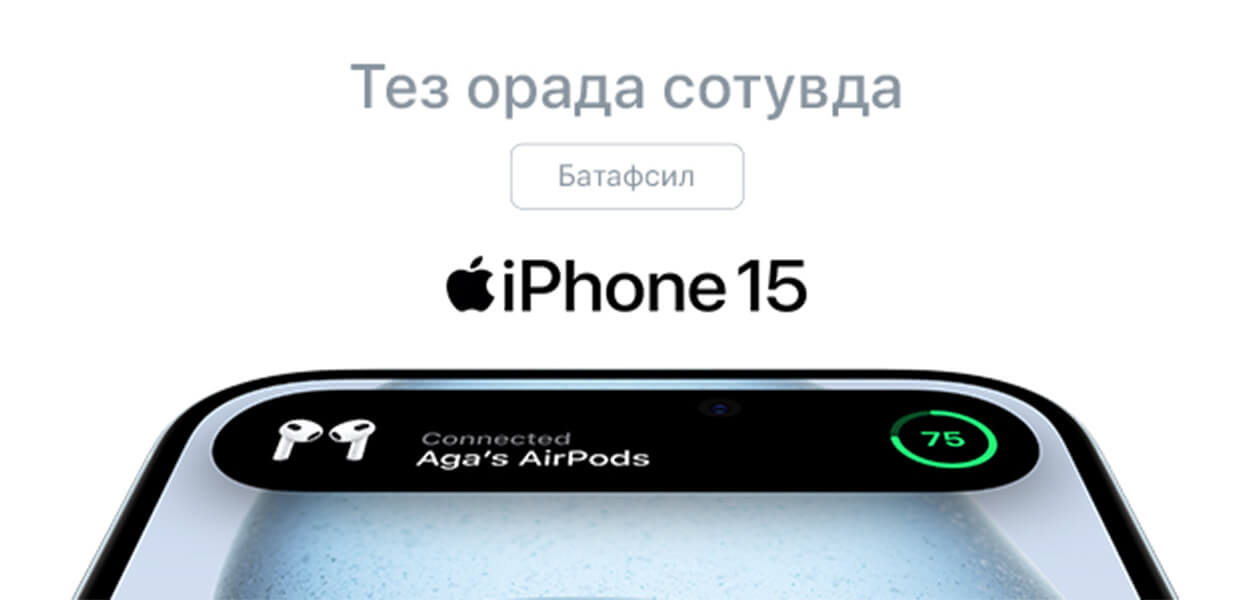 Тез орада сотувда
Батафсил
iPhone 15
Connected
Aga's AirPods
75